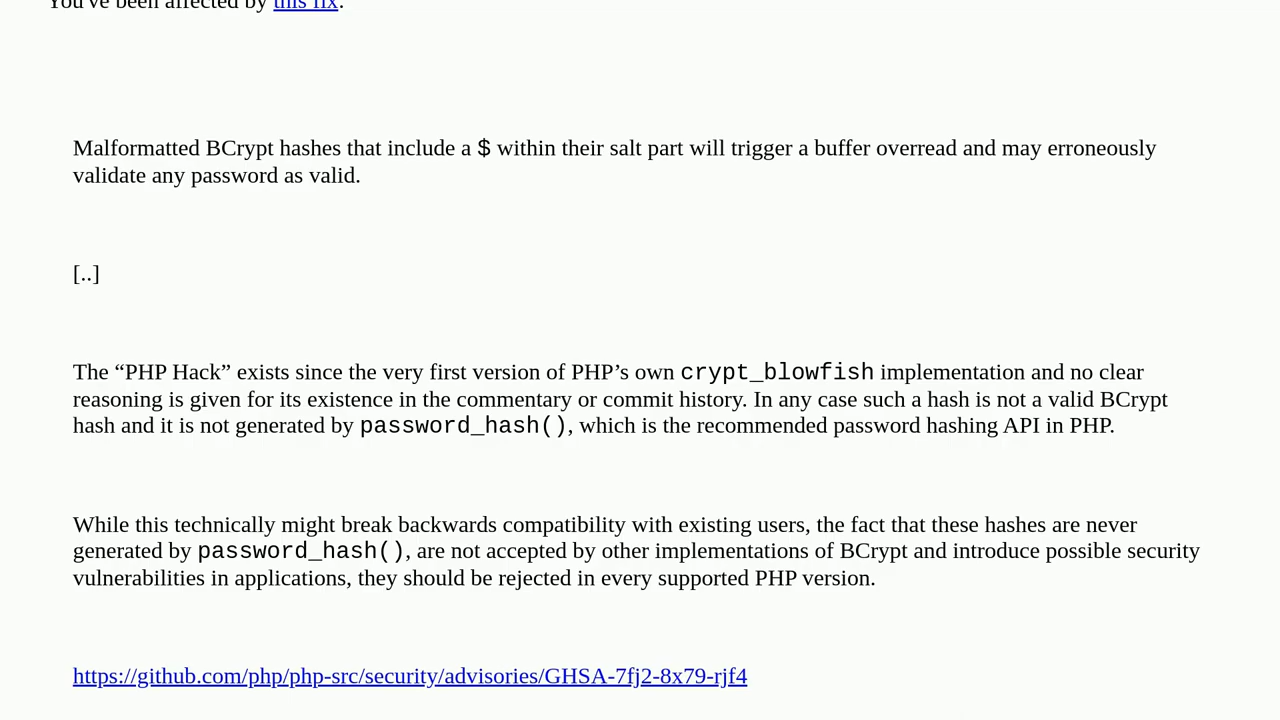 You've been affected by this fix.
Malformatted BCrypt hashes that include a $ within their salt part will trigger a buffer overread and may erroneously
validate any password as valid.
[..]
The “PHP Hack” exists since the very first version of PHP’s own crypt_blowfish implementation and no clear
reasoning is given for its existence in the commentary or commit history. In any case such a hash is not a valid BCrypt
hash and it is not generated by password_hash(), which is the recommended password hashing API in PHP.
While this technically might break backwards compatibility with existing users, the fact that these hashes are never
generated by password_hash(), are not accepted by other implementations of BCrypt and introduce possible security
vulnerabilities in applications, they should be rejected in every supported PHP version.
https://github.com/php/php-src/security/advisories/GHSA-7fj2-8x79-rjf4